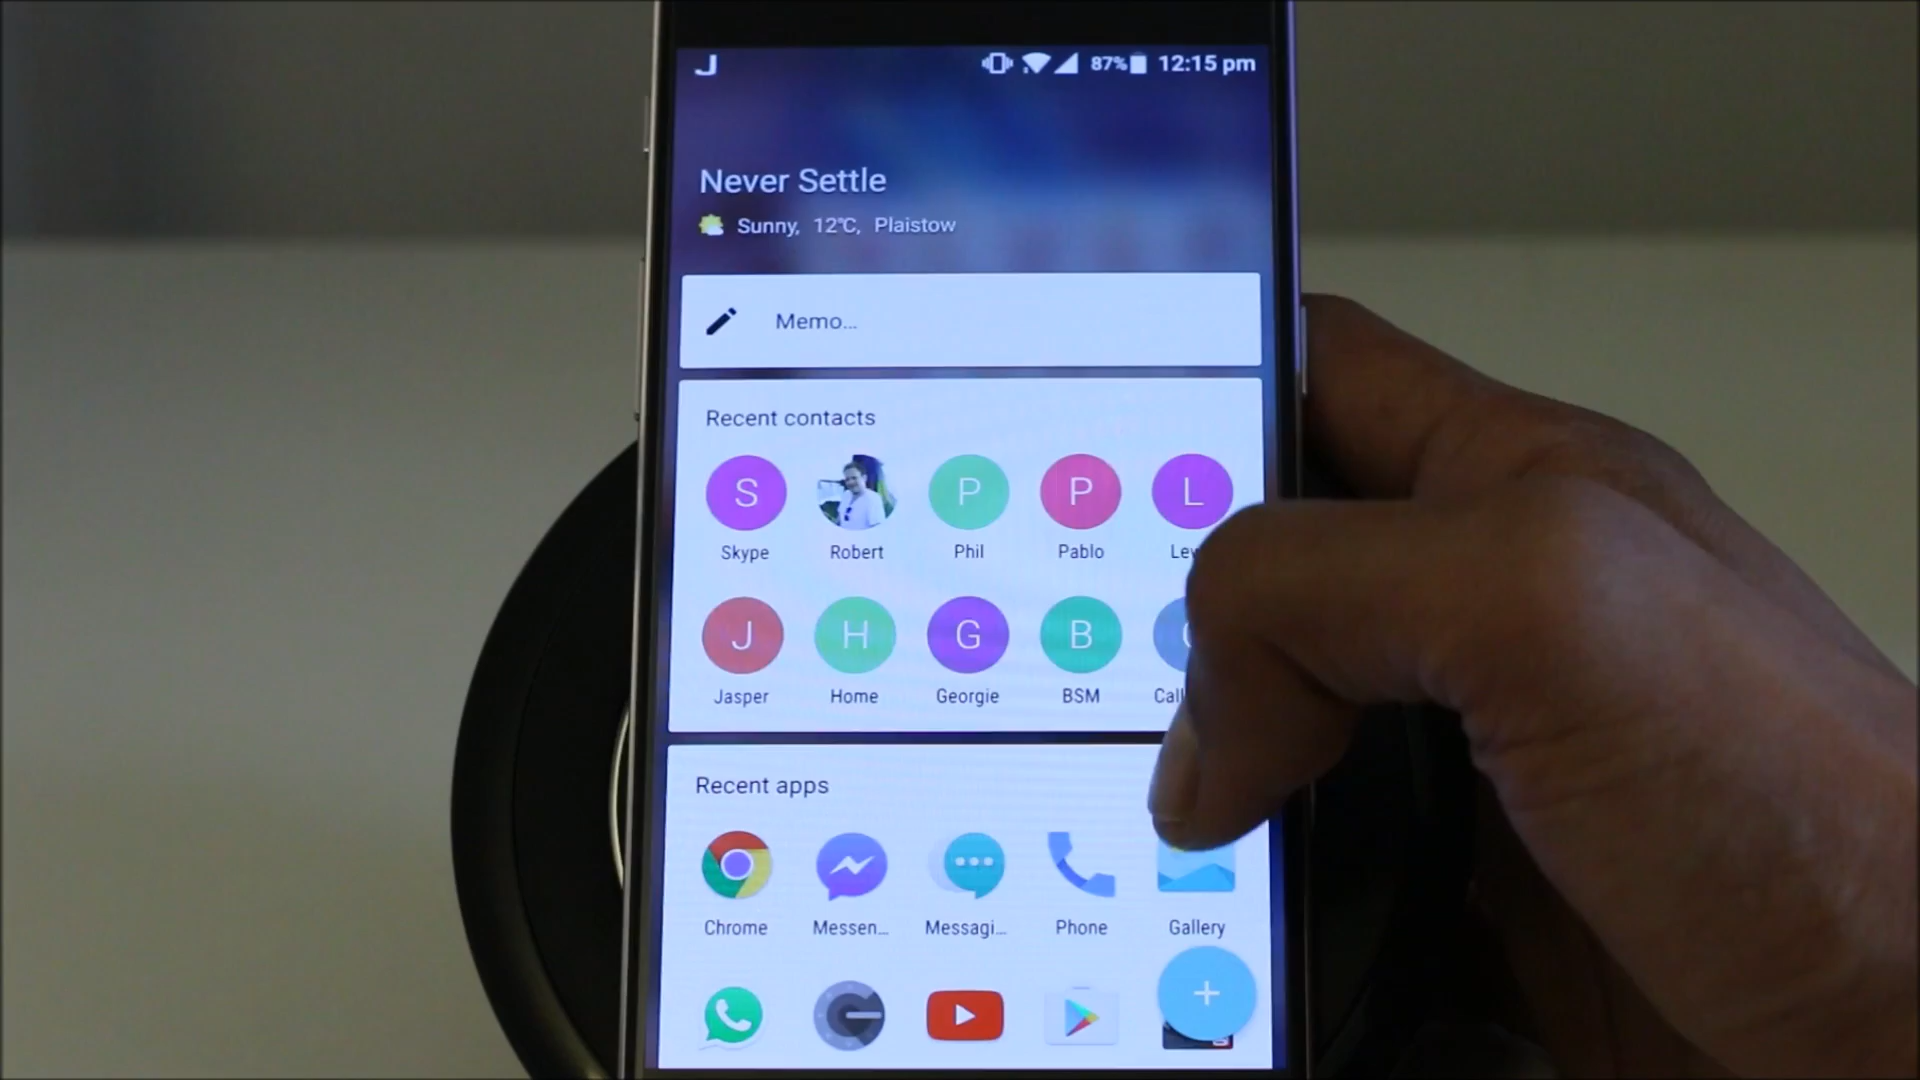 J 87% 12:15 pm
Never Settle
Sunny, 12°C, Plaistow
Memo...
Recent contacts
S P P L
Skype Robert Phil Pablo
J H G B
Jasper Home Georgie BSM Call
Recent apps
Chrome Messen... Messagi... Phone Gallery